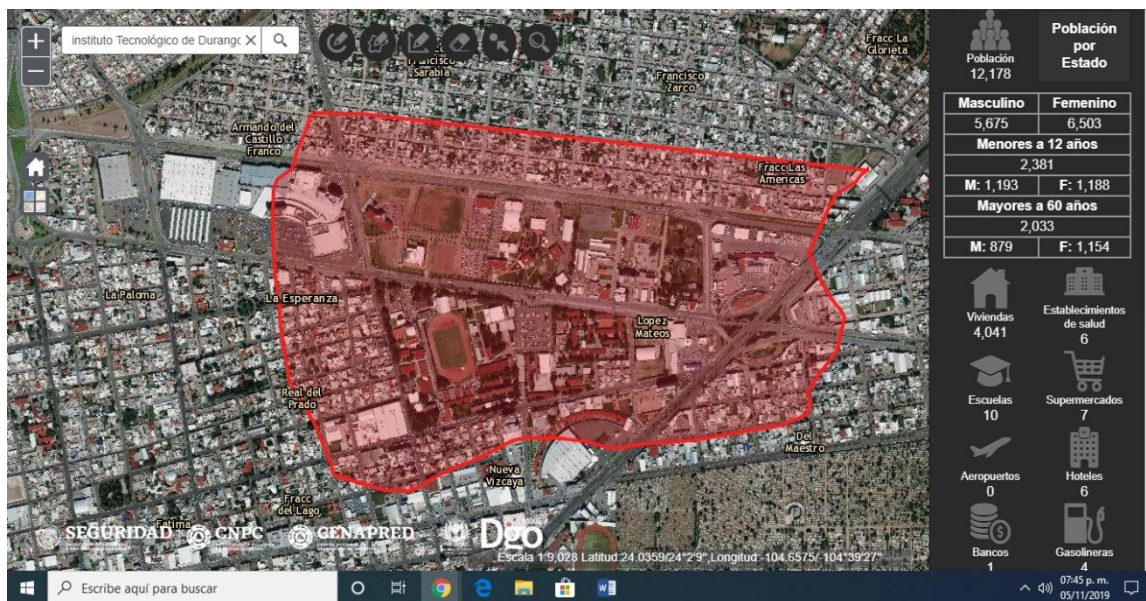 +
−
instituto Tecnológico de Durangc
Francisco
Sarabia
Francisco
Zarco
Fracc La
Glorieta
Armando del
Castillo
Franco
Fracc Las
Americas
La Paloma
La Esperanza
Lopez
Mateos
Real del
Prado
Del
Maestro
Nueva
Vizcaya
Fracc
del Lago
Fatima
SEGURIDAD
CNPC
CENAPRED
Dgo
Escala 1:9,028 Latitud:24.0359/24°2'9", Longitud:-104.6575/-104°39'27"
Población
12,178
Población
por
Estado
Masculino Femenino
5,675 6,503
Menores a 12 años
2,381
M: 1,193 F: 1,188
Mayores a 60 años
2,033
M: 879 F: 1,154
Viviendas
4,041
Establecimientos
de salud
6
Escuelas
10
Supermercados
7
Aeropuertos
0
Hoteles
6
Bancos
1
Gasolineras
4
Escribe aquí para buscar
07:45 p. m.
05/11/2019